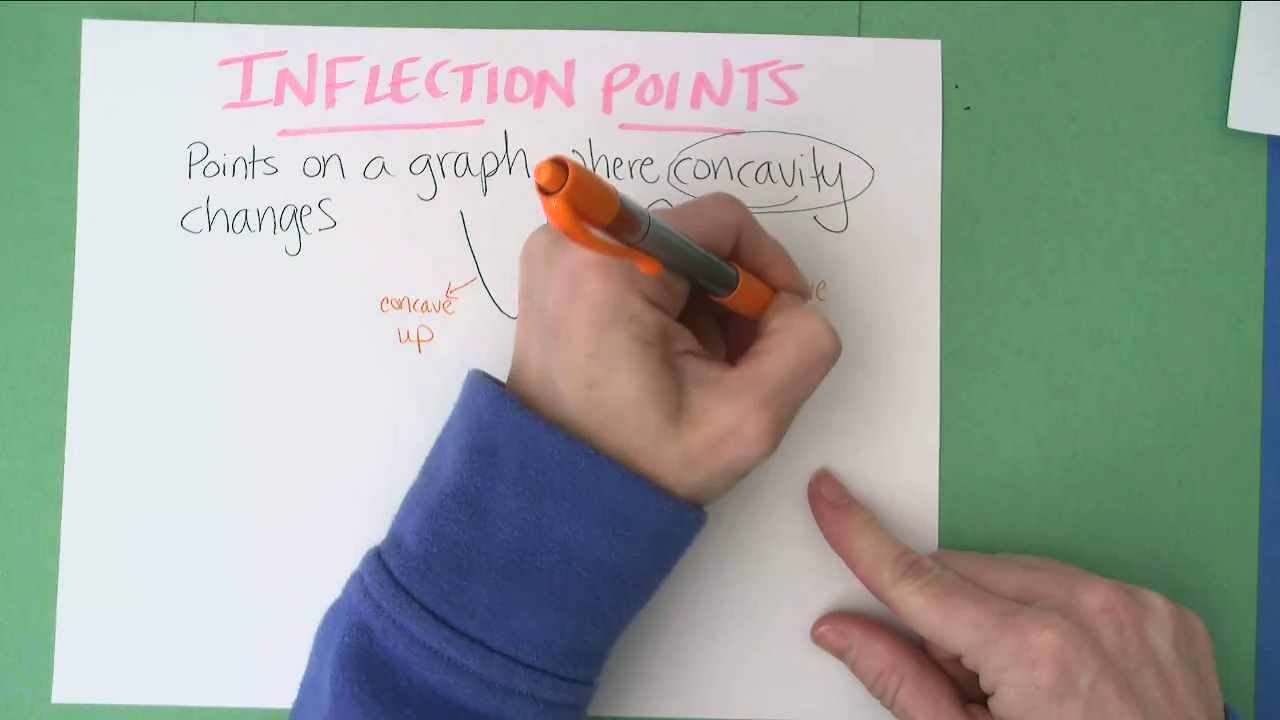 INFLECTION POINTS
Points on a graph where concavity
changes
concave
up